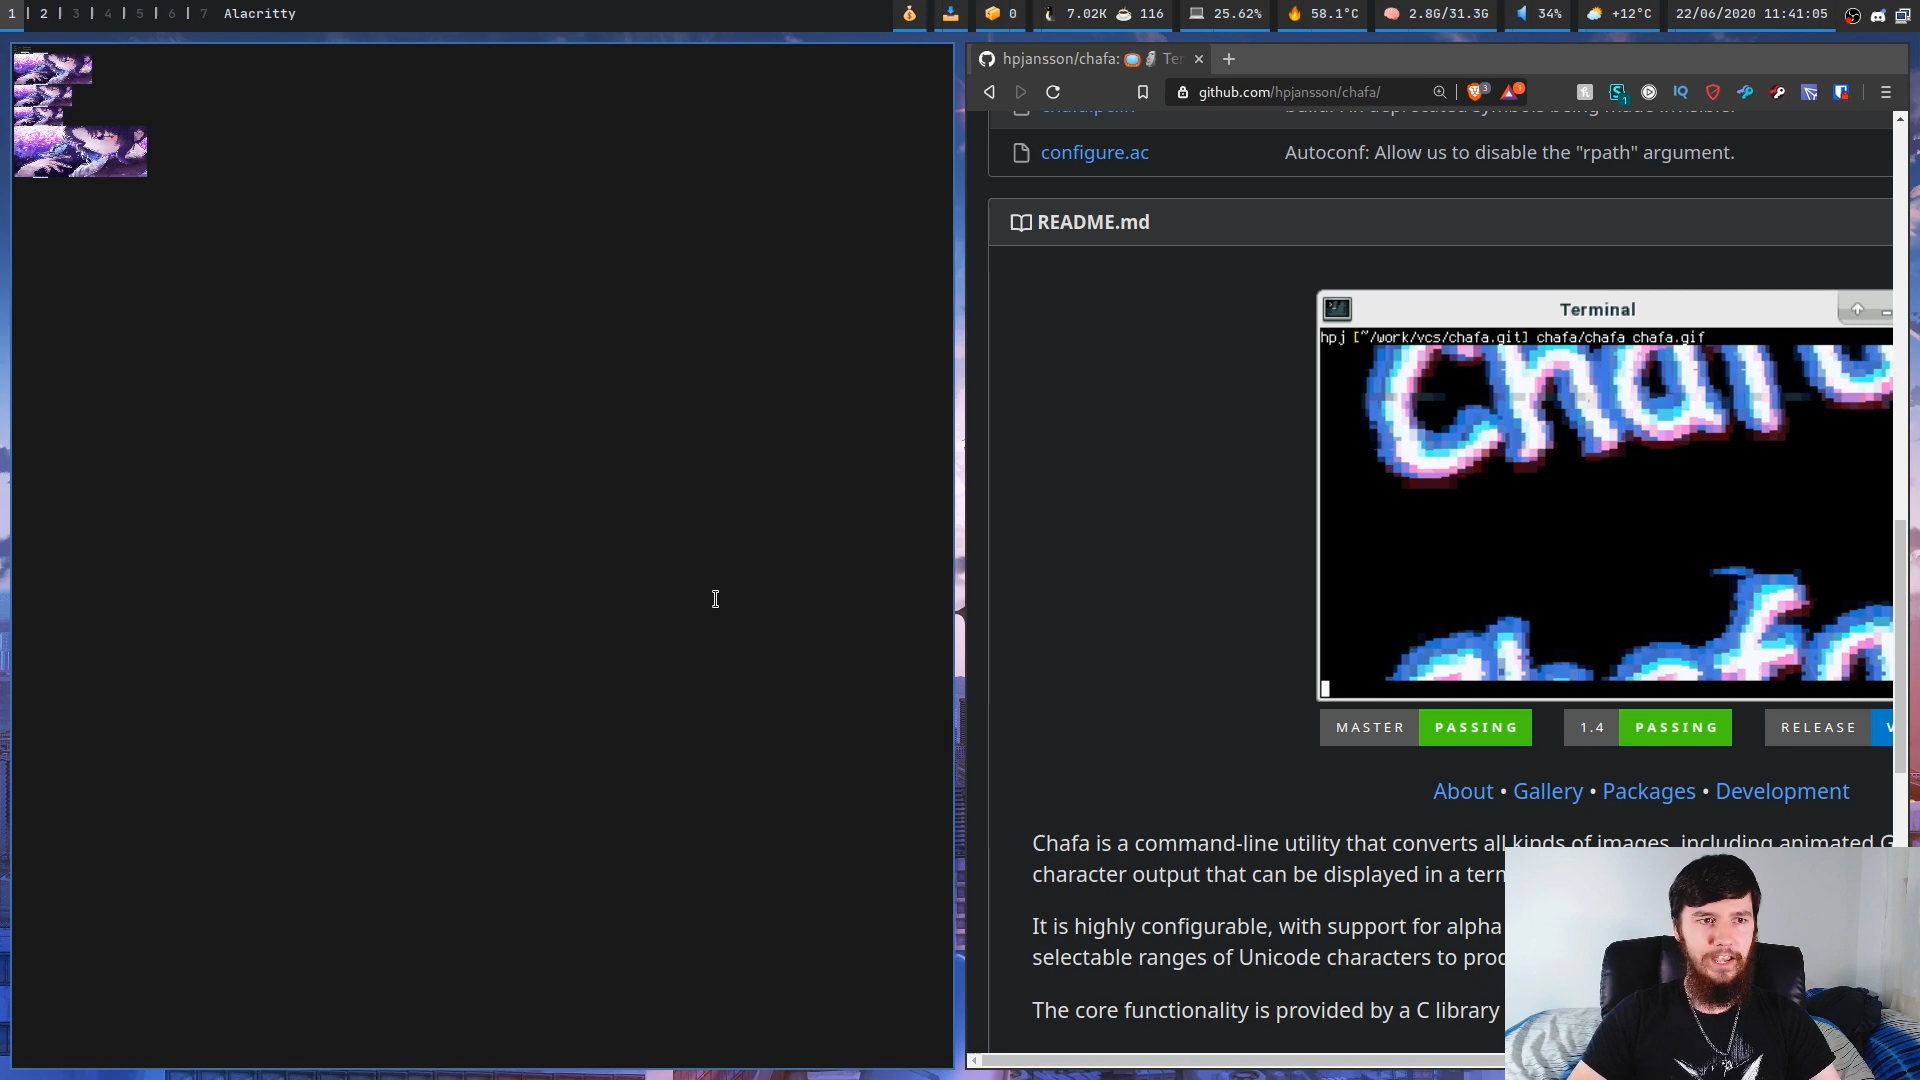 1 | 2 | 3 | 4 | 5 | 6 | 7 Alacritty
0 7.02K 116 25.62% 58.1°C 2.8G/31.3G 34% +12°C 22/06/2020 11:41:05
hpjansson/chafa: Ter
github.com/hpjansson/chafa/
configure.ac Autoconf: Allow us to disable the "rpath" argument.
README.md
Terminal
hpj [~/work/vcs/chafa.git] chafa/chafa chafa.gif
MASTER PASSING 1.4 PASSING RELEASE V
About • Gallery • Packages • Development
Chafa is a command-line utility that converts all kinds of images, including animated G
character output that can be displayed in a term
It is highly configurable, with support for alpha
selectable ranges of Unicode characters to proc
The core functionality is provided by a C library